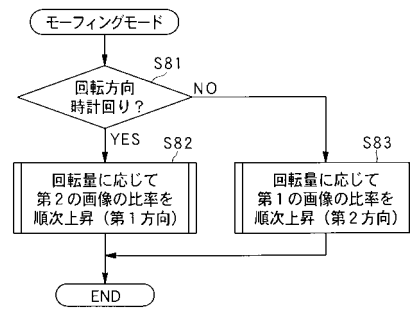 モーフィングモード
S81
回転方向
時計回り?
NO
YES
S82
回転量に応じて
第2の画像の比率を
順次上昇(第1方向)
S83
回転量に応じて
第1の画像の比率を
順次上昇(第2方向)
END